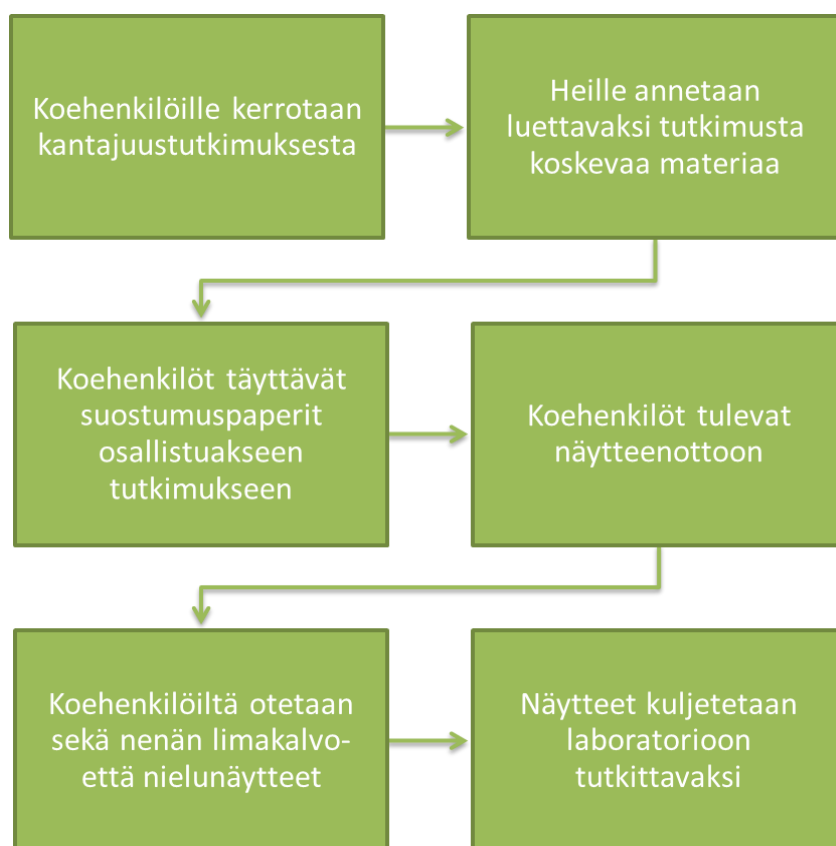 Koehenkilöille kerrotaan
kantajuustutkimuksesta
Heille annetaan
luettavaksi tutkimusta
koskevaa materiaa
Koehenkilöt täyttävät
suostumuspaperit
osallistuakseen
tutkimukseen
Koehenkilöt tulevat
näytteenottoon
Koehenkilöiltä otetaan
sekä nenän limakalvo-
että nielunäytteet
Näytteet kuljetetaan
laboratorioon
tutkittavaksi